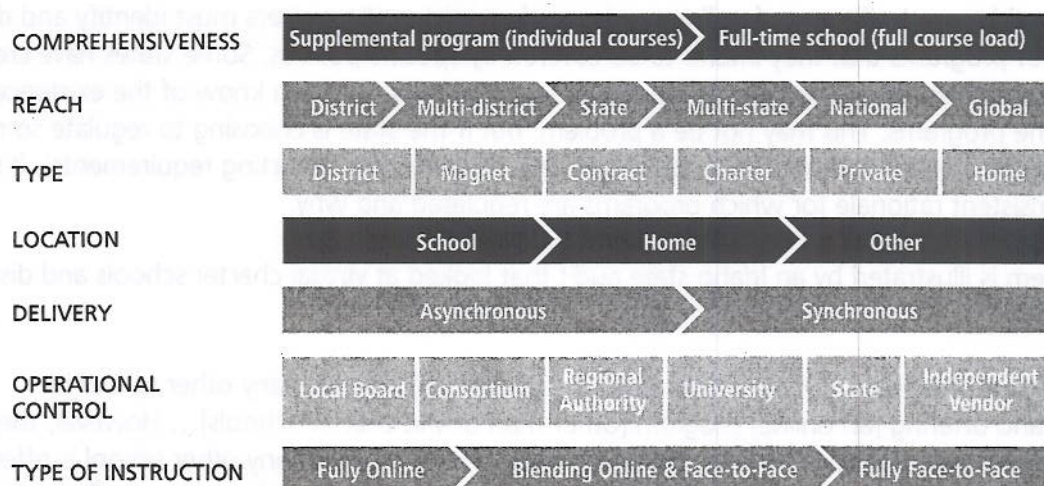 COMPREHENSIVENESS Supplemental program (individual courses) Full-time school (full course load)
REACH District Multi-district State Multi-state National Global
TYPE District Magnet Contract Charter Private Home
LOCATION School Home Other
DELIVERY Asynchronous Synchronous
OPERATIONAL CONTROL Local Board Consortium Regional Authority University State Independent Vendor
TYPE OF INSTRUCTION Fully Online Blending Online & Face-to-Face Fully Face-to-Face